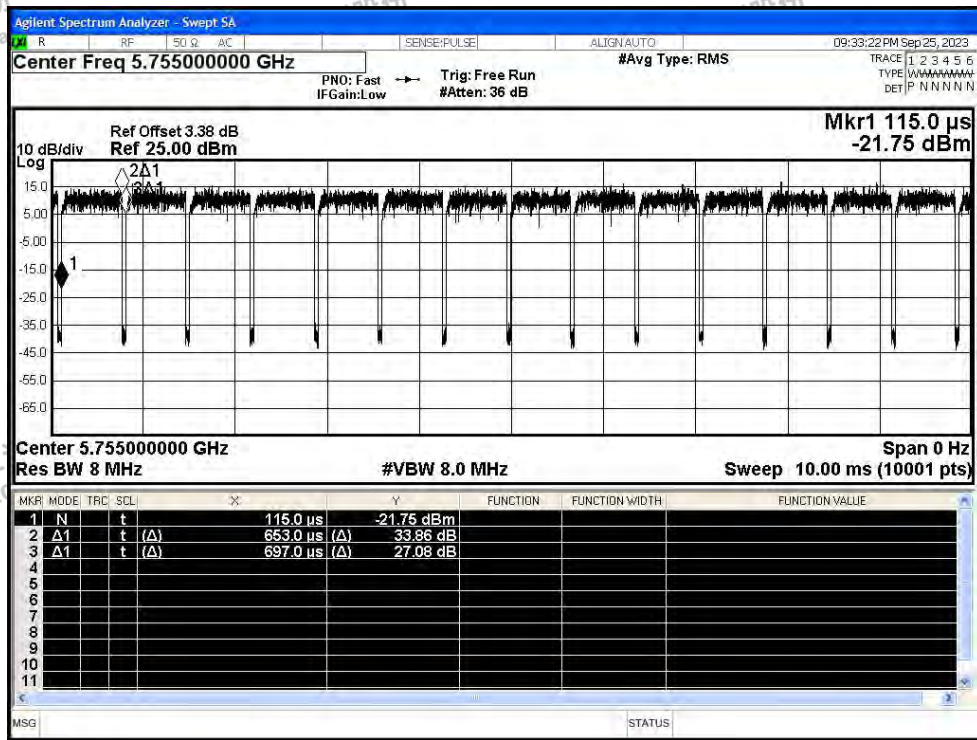 Agilent Spectrum Analyzer - Swept SA
LXI R RF 50 Ω AC SENSE:PULSE ALIGN AUTO 09:33:22 PM Sep 25, 2023
Center Freq 5.755000000 GHz #Avg Type: RMS TRACE 1 2 3 4 5 6
PNO: Fast Trig: Free Run TYPE WWWWWW
IFGain:Low #Atten: 36 dB DET P N N N N N
Mkr1 115.0 µs
Ref Offset 3.38 dB
10 dB/div Ref 25.00 dBm -21.75 dBm
Log
2Δ1
3Δ1
15.0
5.00
-5.00
-15.0
1
-25.0
-35.0
-45.0
-55.0
-65.0
Center 5.755000000 GHz Span 0 Hz
Res BW 8 MHz #VBW 8.0 MHz Sweep 10.00 ms (10001 pts)
MKR MODE TRC SCL X Y FUNCTION FUNCTION WIDTH FUNCTION VALUE
1 N t 115.0 µs -21.75 dBm
2 Δ1 t (Δ) 653.0 µs (Δ) 33.86 dB
3 Δ1 t (Δ) 697.0 µs (Δ) 27.08 dB
4
5
6
7
8
9
10
11
MSG STATUS